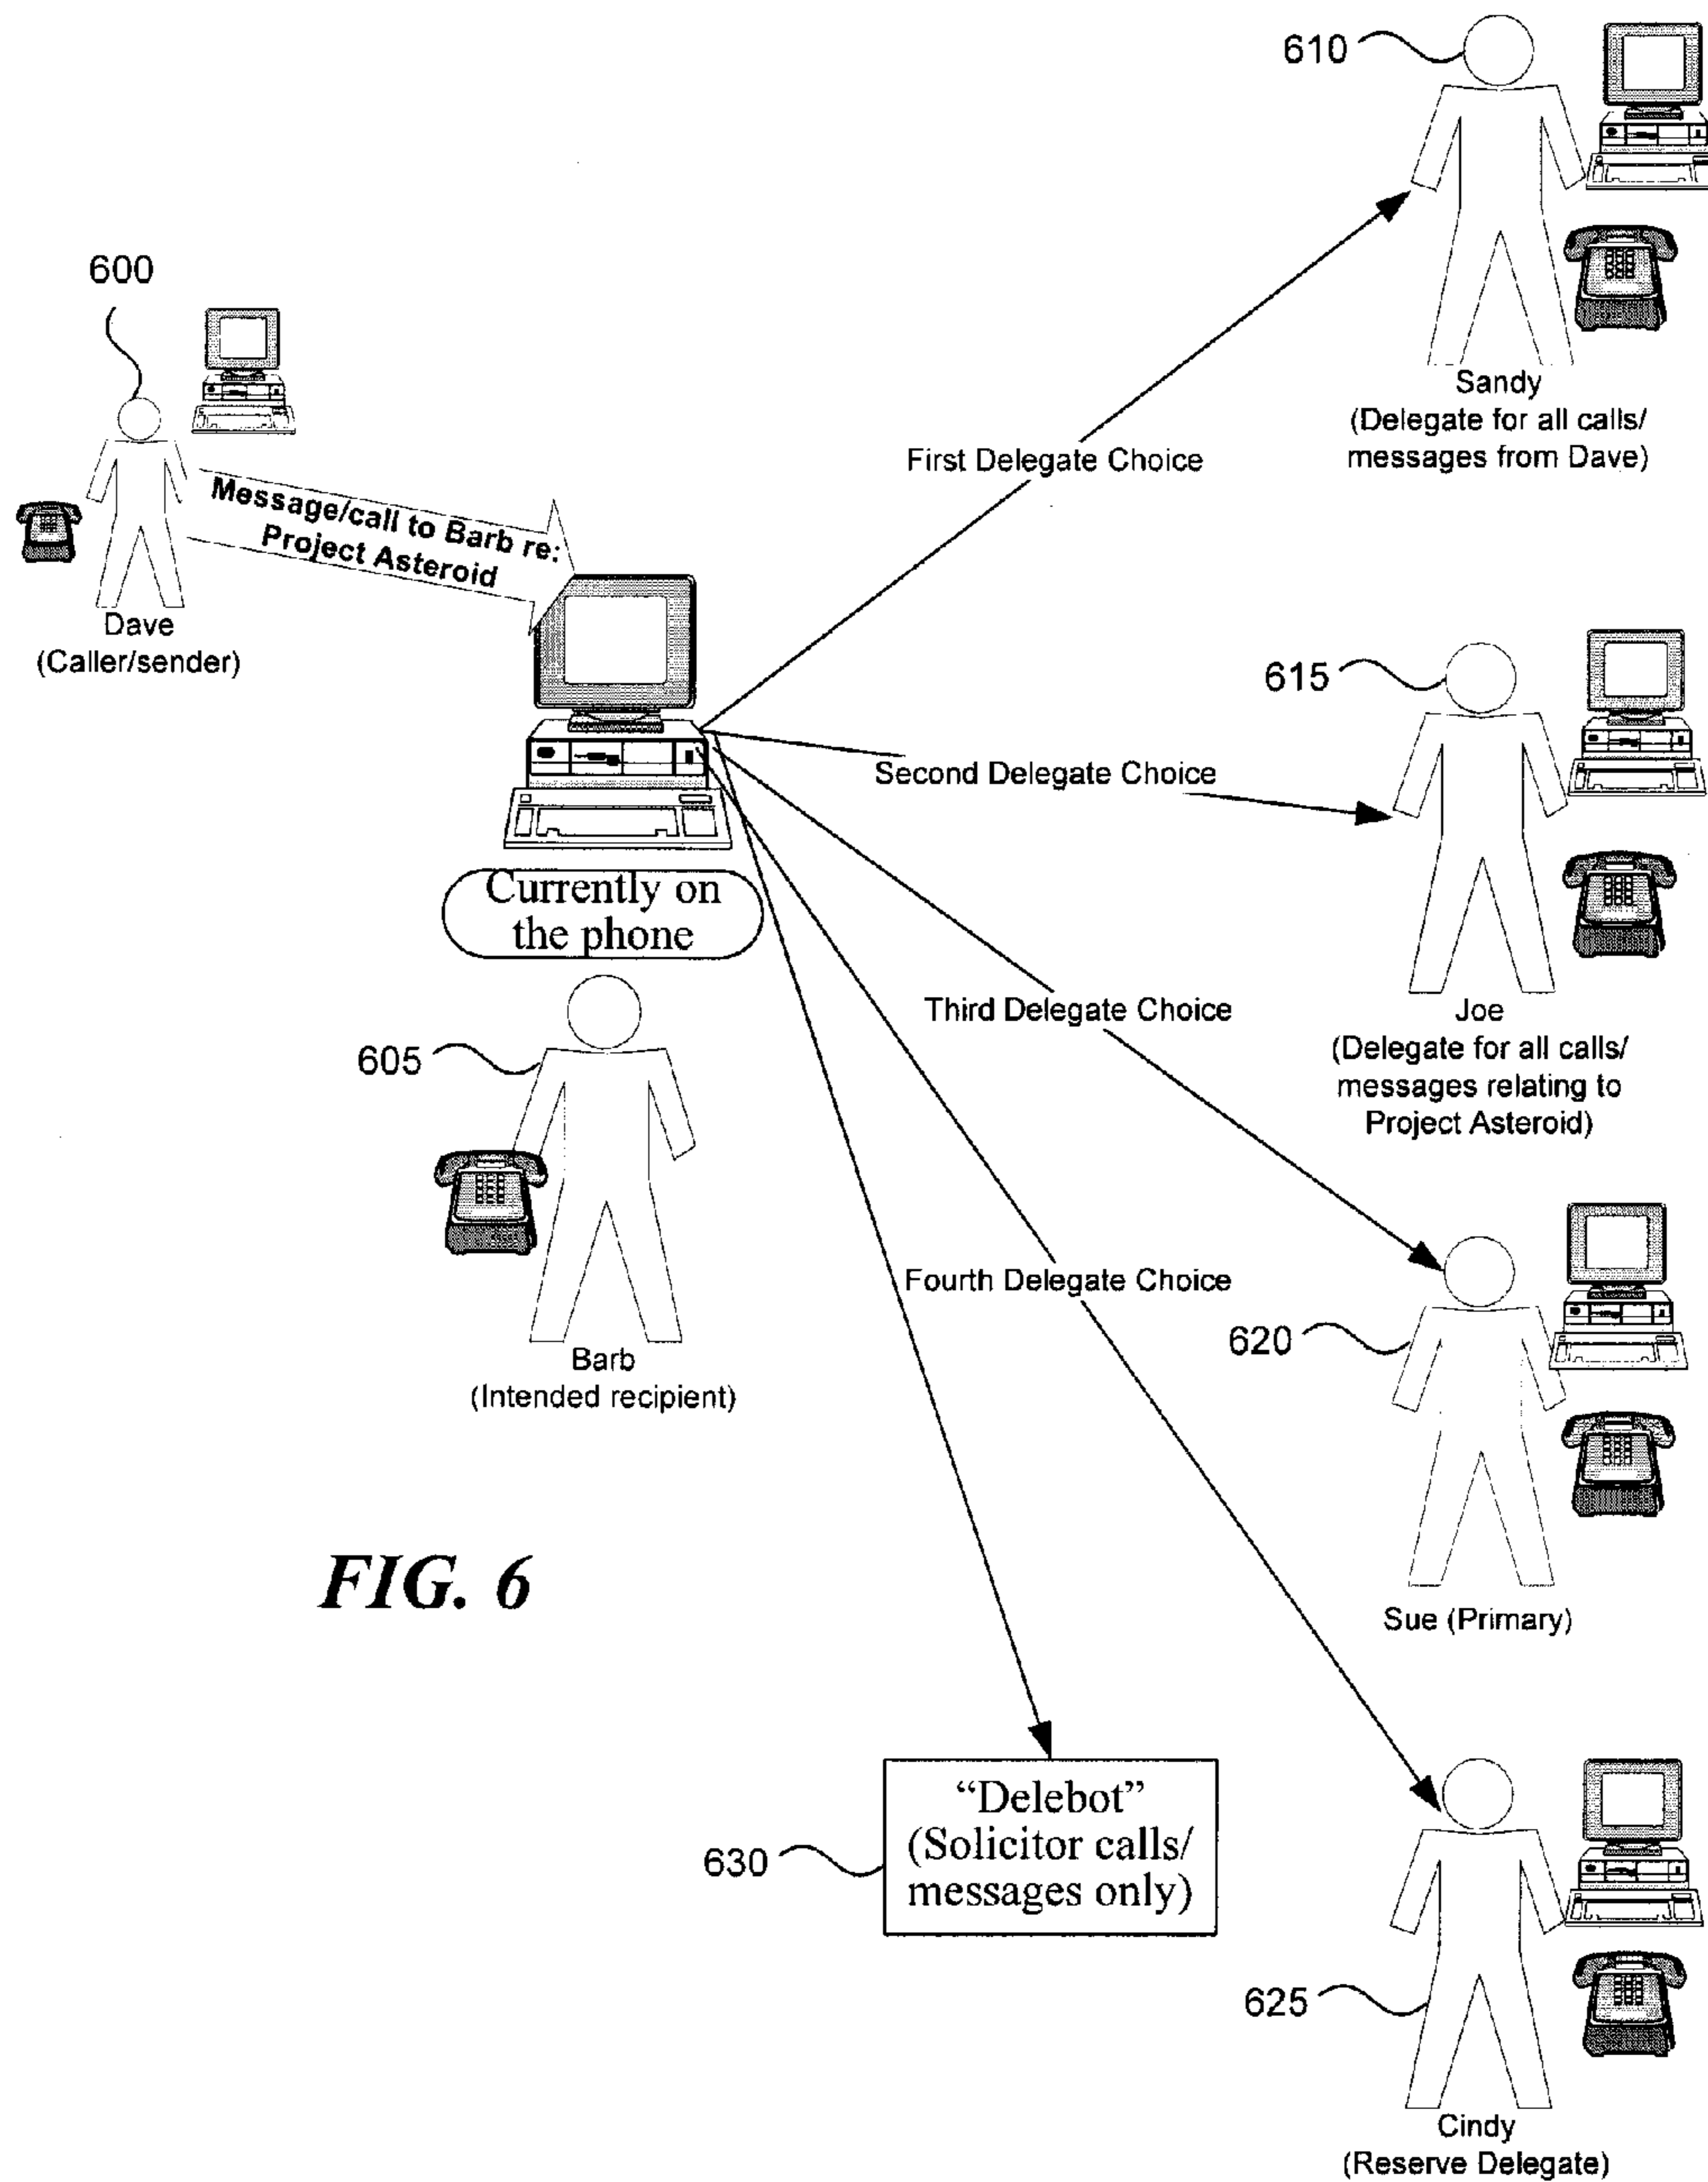 610
600
Sandy
(Delegate for all calls/
messages from Dave)
First Delegate Choice
Message/call to Barb re:
Project Asteroid
Dave
(Caller/sender)
615
Second Delegate Choice
Currently on
the phone
Third Delegate Choice
Joe
(Delegate for all calls/
messages relating to
Project Asteroid)
605
Fourth Delegate Choice
620
Barb
(Intended recipient)
FIG. 6
Sue (Primary)
630
“Delebot”
(Solicitor calls/
messages only)
625
Cindy
(Reserve Delegate)